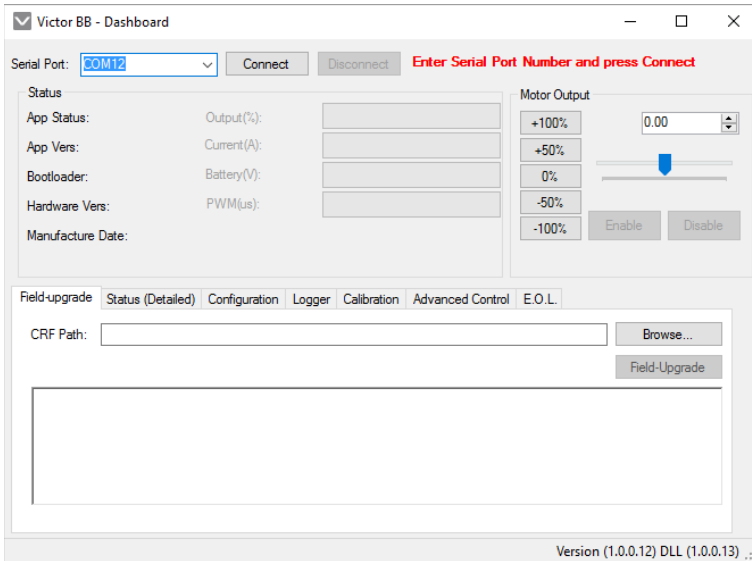 Victor BB - Dashboard
Serial Port: COM12 Connect Disconnect Enter Serial Port Number and press Connect
Status
App Status: Output(%):
App Vers: Current(A):
Bootloader: Battery(V):
Hardware Vers: PWM(us):
Manufacture Date:
Motor Output
+100% 0.00
+50%
0%
-50%
-100% Enable Disable
Field-upgrade Status (Detailed) Configuration Logger Calibration Advanced Control E.O.L.
CRF Path: Browse...
Field-Upgrade
Version (1.0.0.12) DLL (1.0.0.13)